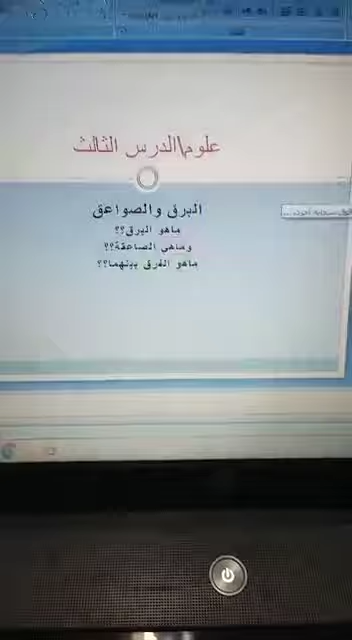 علوم\الدرس الثالث
البرق والصواعق
ماهو البرق؟؟
وماهي الصاعقة؟؟
ماهو الفرق بينهما؟؟